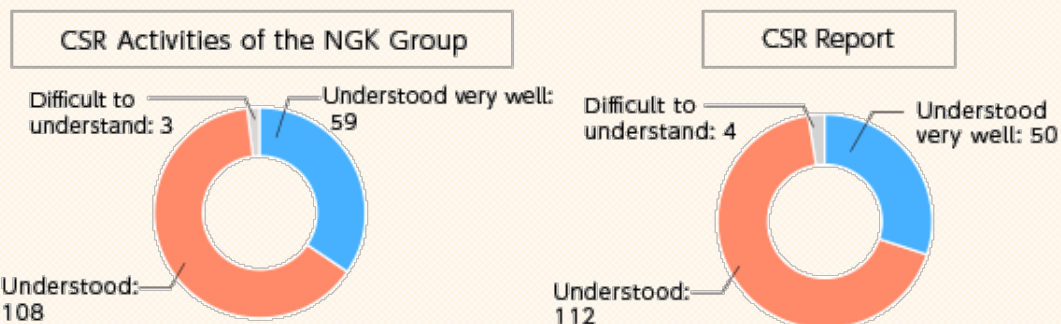 CSR Activities of the NGK Group
Difficult to
understand: 3
Understood very well:
59
Understood:
108
CSR Report
Difficult to
understand: 4
Understood
very well: 50
Understood:
112